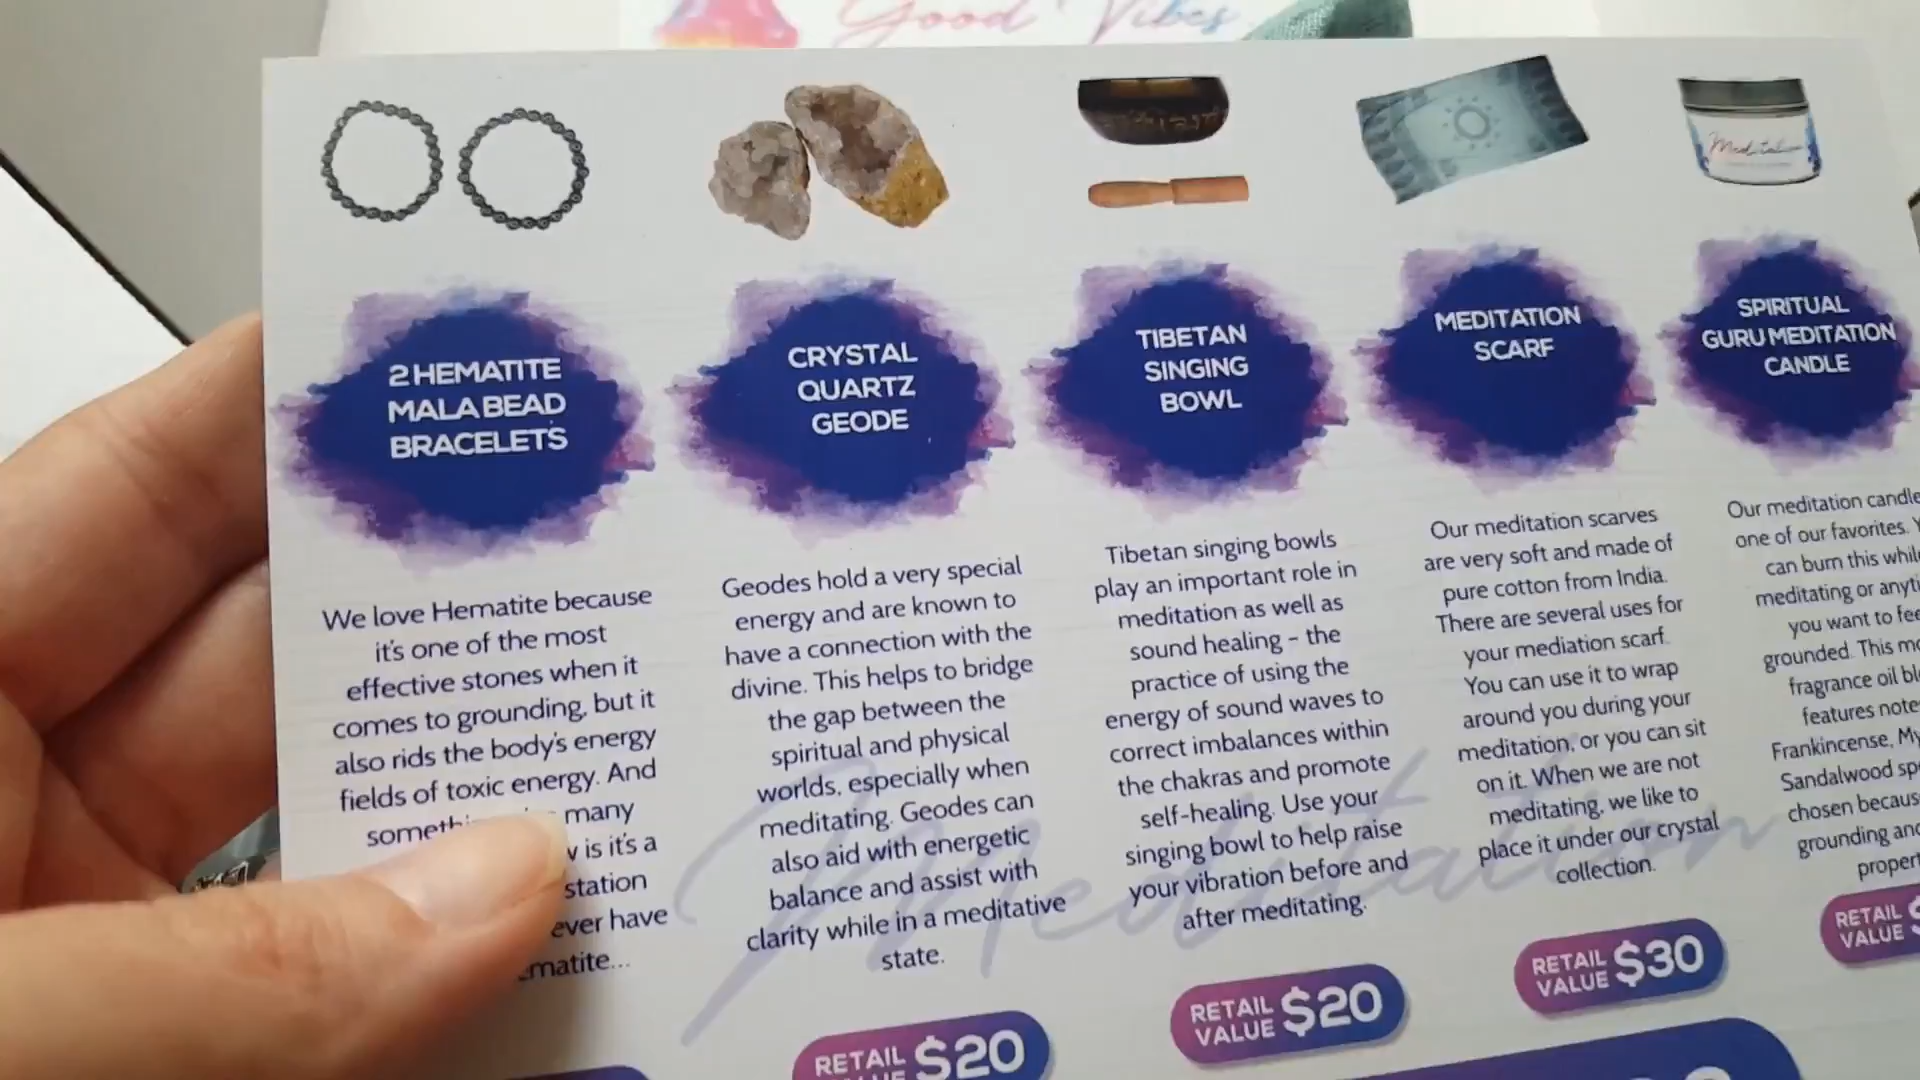 Good Vibes
2 HEMATITE
MALA BEAD
BRACELETS
We love Hematite because
it's one of the most
effective stones when it
comes to grounding, but it
also rids the body's energy
fields of toxic energy. And
many
is it's a
station
ever have
CRYSTAL
QUARTZ
GEODE
Geodes hold a very special
energy and are known to
have a connection with the
divine. This helps to bridge
the gap between the
spiritual and physical
worlds, especially when
meditating. Geodes can
also aid with energetic
balance and assist with
clarity while in a meditative
state.
RETAIL
$20
TIBETAN
SINGING
BOWL
Tibetan singing bowls
play an important role in
meditation as well as
sound healing – the
practice of using the
energy of sound waves to
correct imbalances within
the chakras and promote
self-healing. Use your
singing bowl to help raise
your vibration before and
after meditating.
RETAIL
VALUE $20
MEDITATION
SCARF
Our meditation scarves
are very soft and made of
pure cotton from India.
There are several uses for
your mediation scarf.
You can use it to wrap
around you during your
meditation, or you can sit
on it. When we are not
meditating, we like to
place it under our crystal
collection.
RETAIL
VALUE $30
Meditation
SPIRITUAL
GURU MEDITATION
CANDLE
Our meditation candle
one of our favorites.
can burn this while
meditating or
you want to
grounded. This
fragrance oil
features
Frankincense,
Sandalwood
chosen
grounding and
RETAIL
VALUE
Meditation